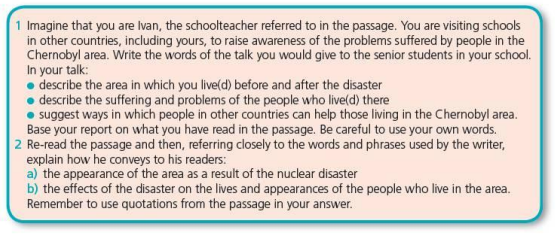 1 Imagine that you are Ivan, the schoolteacher referred to in the passage. You are visiting schools
in other countries, including yours, to raise awareness of the problems suffered by people in the
Chernobyl area. Write the words of the talk you would give to the senior students in your school.
In your talk:
● describe the area in which you live(d) before and after the disaster
● describe the suffering and problems of the people who live(d) there
● suggest ways in which people in other countries can help those living in the Chernobyl area.
Base your report on what you have read in the passage. Be careful to use your own words.
2 Re-read the passage and then, referring closely to the words and phrases used by the writer,
explain how he conveys to his readers:
a) the appearance of the area as a result of the nuclear disaster
b) the effects of the disaster on the lives and appearances of the people who live in the area.
Remember to use quotations from the passage in your answer.